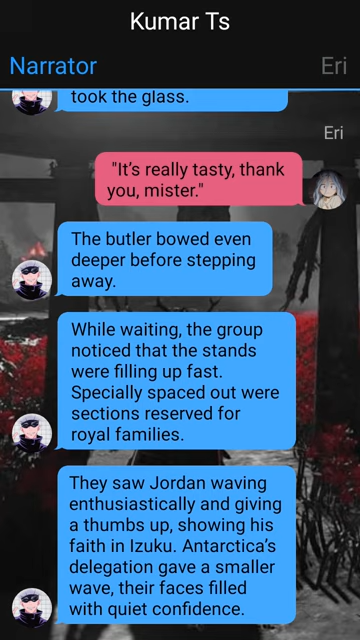 Kumar Ts
Narrator
Eri
took the glass.
Eri
"It's really tasty, thank
you, mister."
The butler bowed even
deeper before stepping
away.
While waiting, the group
noticed that the stands
were filling up fast.
Specially spaced out were
sections reserved for
royal families.
They saw Jordan waving
enthusiastically and giving
a thumbs up, showing his
faith in Izuku. Antarctica's
delegation gave a smaller
wave, their faces filled
with quiet confidence.